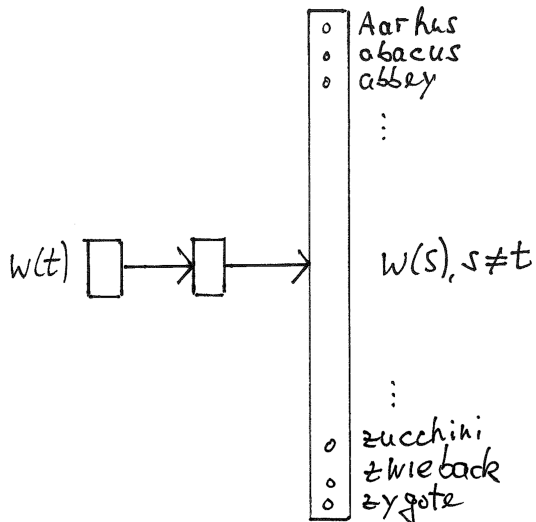 Aarhus
abacus
abbey
⋮
W(t)
W(s), s≠t
⋮
zucchini
zwieback
zygote